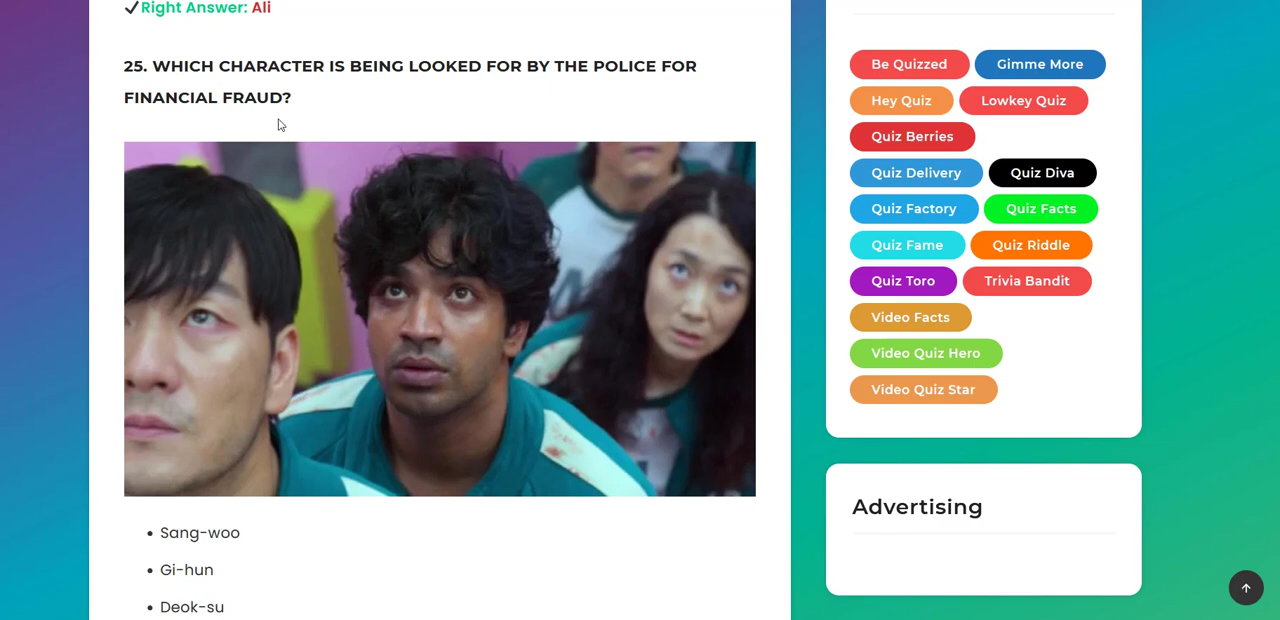 Right Answer: Ali
25. WHICH CHARACTER IS BEING LOOKED FOR BY THE POLICE FOR
FINANCIAL FRAUD?
• Sang-woo
• Gi-hun
• Deok-su
Be Quizzed
Gimme More
Hey Quiz
Lowkey Quiz
Quiz Berries
Quiz Delivery
Quiz Diva
Quiz Factory
Quiz Facts
Quiz Fame
Quiz Riddle
Quiz Toro
Trivia Bandit
Video Facts
Video Quiz Hero
Video Quiz Star
Advertising